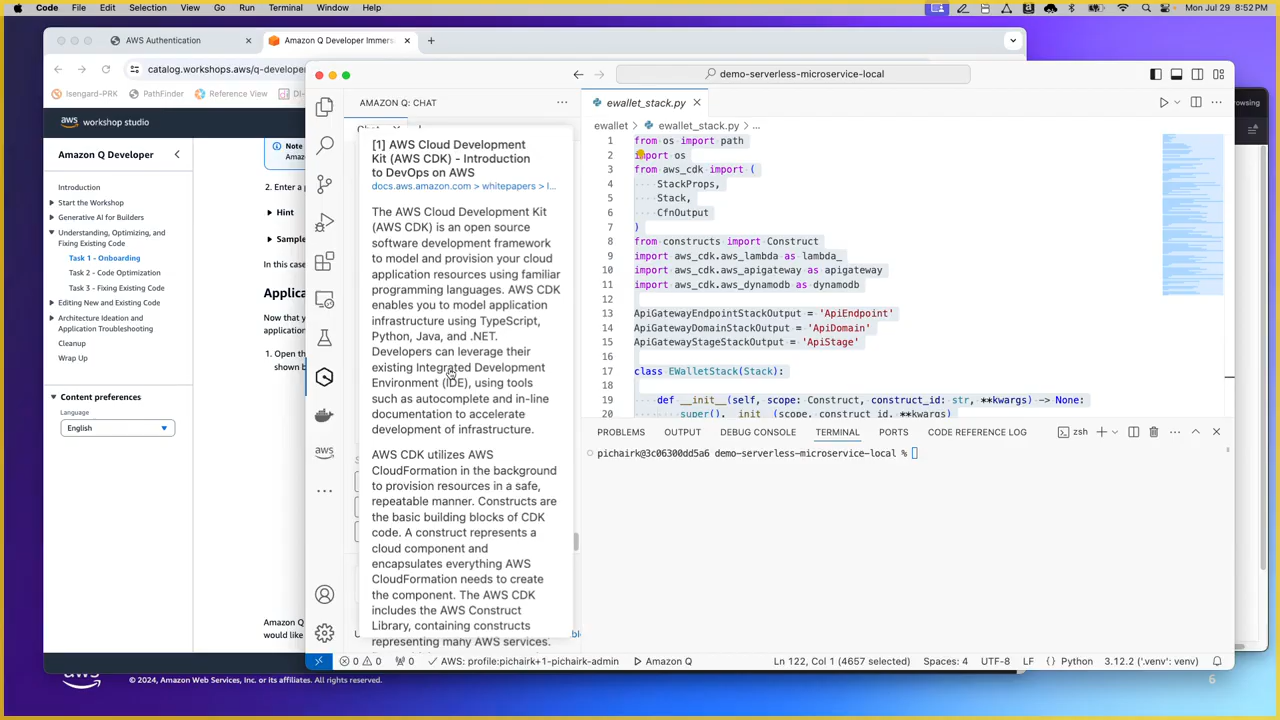 Code File Edit Selection View Go Run Terminal Window Help
Mon Jul 29 8:52 PM
AWS Authentication
Amazon Q Developer Immers
catalog.workshops.aws/q-develope
Isengard-PRK
PathFinder
Reference View
aws workshop studio
Amazon Q Developer
Introduction
Start the Workshop
Generative AI for Builders
Understanding, Optimizing, and
Fixing Existing Code
Task 1 - Onboarding
Task 2 - Code Optimization
Task 3 - Fixing Existing Code
Editing New and Existing Code
Architecture Ideation and
Application Troubleshooting
Cleanup
Wrap Up
Content preferences
Language
English
Note
Amaz
2. Enter a p
Hint
Sample
In this case
Applica
Now that y
application
1. Open th
shown b
Amazon Q
would like
aws
© 2024, Amazon Web Services, Inc. or its affiliates. All rights reserved.
6
owsing
demo-serverless-microservice-local
AMAZON Q: CHAT
[1] AWS Cloud Development
Kit (AWS CDK) - Introduction
to DevOps on AWS
docs.aws.amazon.com > whitepapers > l...
The AWS Cloud Development Kit
(AWS CDK) is an open source
software development framework
to model and provision your cloud
application resources using familiar
programming languages. AWS CDK
enables you to model application
infrastructure using TypeScript,
Python, Java, and .NET.
Developers can leverage their
existing Integrated Development
Environment (IDE), using tools
such as autocomplete and in-line
documentation to accelerate
development of infrastructure.
AWS CDK utilizes AWS
CloudFormation in the background
to provision resources in a safe,
repeatable manner. Constructs are
the basic building blocks of CDK
code. A construct represents a
cloud component and
encapsulates everything AWS
CloudFormation needs to create
the component. The AWS CDK
includes the AWS Construct
Library, containing constructs
representing many AWS services.
aws
ewallet_stack.py
ewallet > ewallet_stack.py > ...
1 from os import path
2 import os
3 from aws_cdk import (
4 StackProps,
5 Stack,
6 CfnOutput
7 )
8 from constructs import Construct
9 import aws_cdk.aws_lambda as lambda_
10 import aws_cdk.aws_apigateway as apigateway
11 import aws_cdk.aws_dynamodb as dynamodb
12
13 ApiGatewayEndpointStackOutput = 'ApiEndpoint'
14 ApiGatewayDomainStackOutput = 'ApiDomain'
15 ApiGatewayStageStackOutput = 'ApiStage'
16
17 class EWalletStack(Stack):
18
19 def __init__(self, scope: Construct, construct_id: str, **kwargs) -> None:
20 super().__init__(scope, construct_id, **kwargs)
PROBLEMS OUTPUT DEBUG CONSOLE TERMINAL PORTS CODE REFERENCE LOG
zsh
pichairk@3c06300dd5a6 demo-serverless-microservice-local %
0 0 0 AWS: profile:pichairk+1-pichairk-admin Amazon Q
Ln 122, Col 1 (4657 selected) Spaces: 4 UTF-8 LF Python 3.12.2 ('.venv': venv)